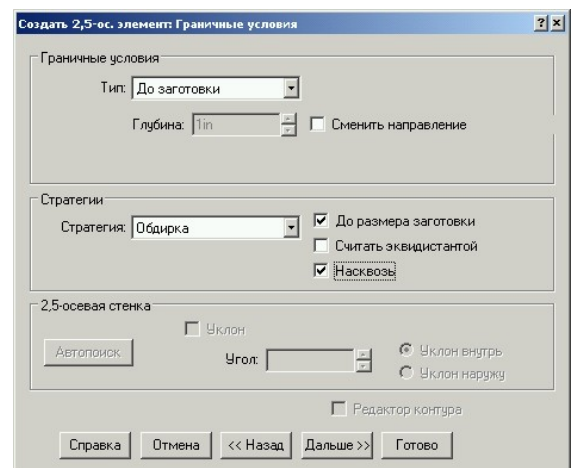 Создать 2,5-ос. элемент: Граничные условия
Граничные условия
Тип: До заготовки
Глубина: 1in Сменить направление
Стратегии
Стратегия: Обдирка До размера заготовки
Считать эквидистантой
Насквозь
2,5-осевая стенка
Уклон
Автопоиск Угол: Уклон внутрь
Уклон наружу
Редактор контура
Справка Отмена << Назад Дальше >> Готово